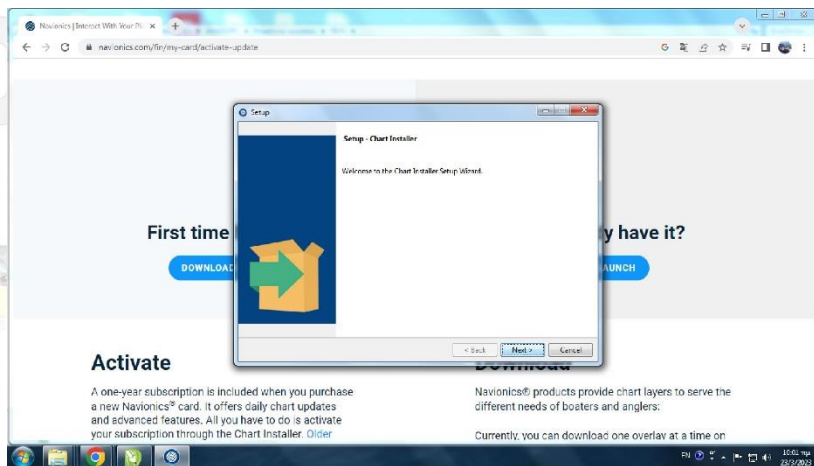 Navionics | Interact With Your Pl
navionics.com/fin/my-card/activate-update
Setup
Setup - Chart Installer
Welcome to the Chart Installer Setup Wizard.
< Back
Next >
Cancel
First time
y have it?
DOWNLOAD
AUNCH
Activate
A one-year subscription is included when you purchase
a new Navionics® card. It offers daily chart updates
and advanced features. All you have to do is activate
your subscription through the Chart Installer. Older
Download
Navionics® products provide chart layers to serve the
different needs of boaters and anglers:
Currently, you can download one overlay at a time on
EN
10:01 πμ
23/3/2023